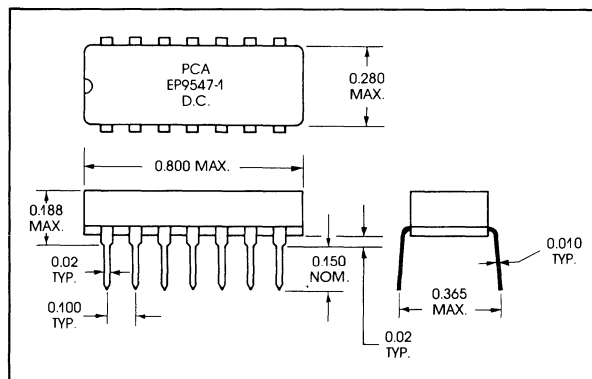 PCA
EP9547-1
D.C.
0.280
MAX.
0.800 MAX.
0.188
MAX.
0.02
TYP.
0.100
TYP.
0.150
NOM.
0.02
TYP.
0.010
TYP.
0.365
MAX.